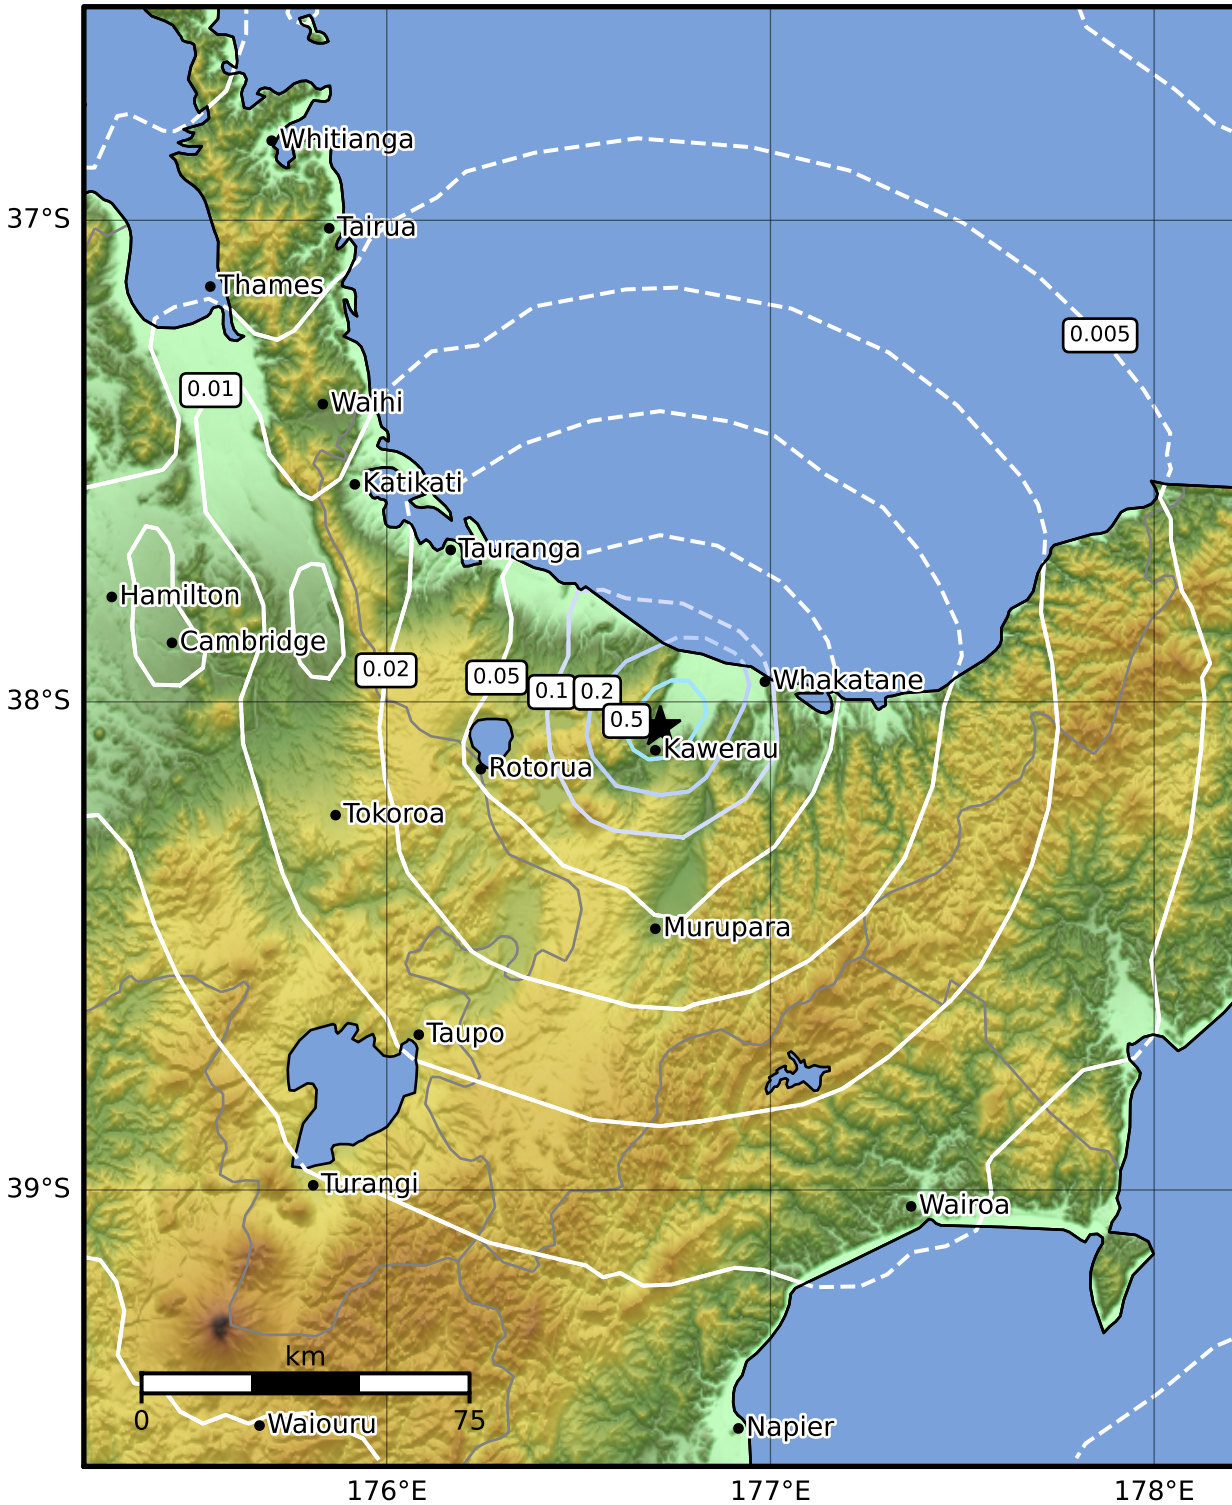 Whitianga
37°S
Tairua
Thames
0.005
0.01
Waihi
Katikati
Tauranga
Hamilton
Cambridge
0.02
0.05
0.1
0.2
Whakatane
0.5
Kawerau
Rotorua
Tokoroa
Murupara
Taupo
39°S
Turangi
Wairoa
38°S
km
0
75
Waiouru
Napier
176°E
177°E
178°E